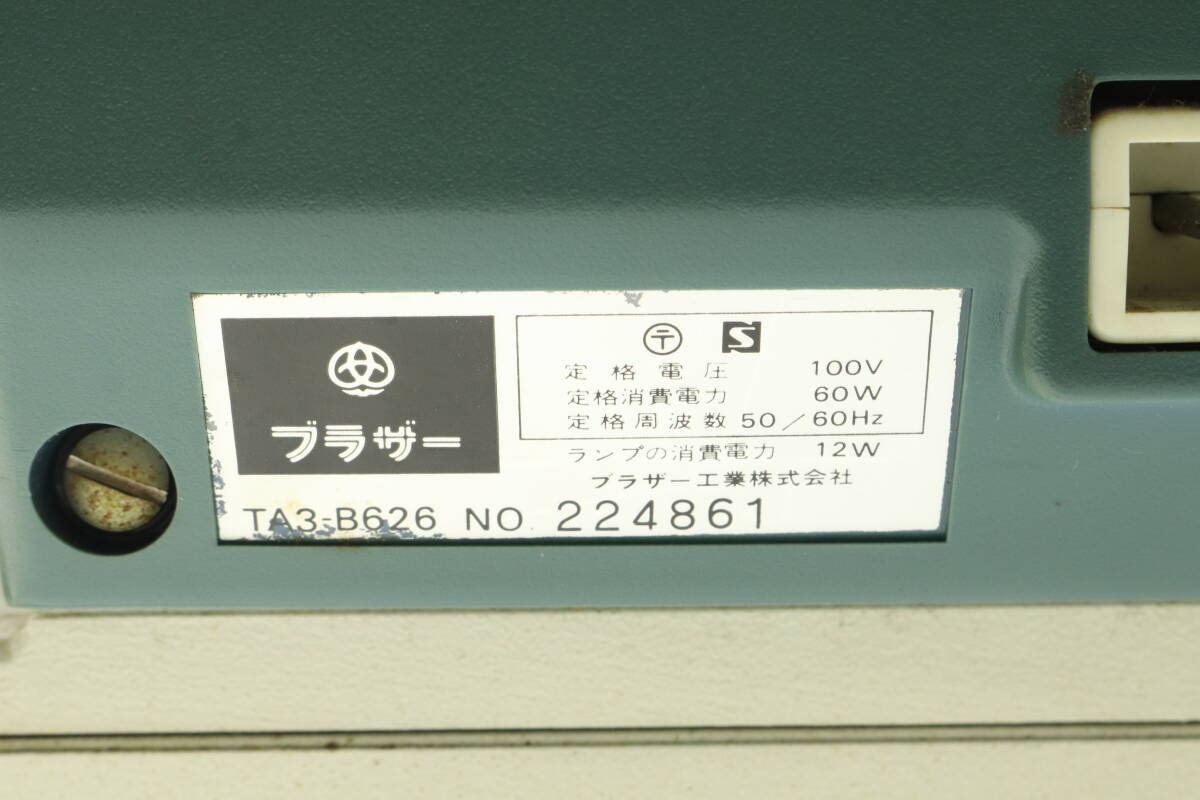 ブラザー
〒 S
定格電圧 100V
定格消費電力 60W
定格周波数 50/60Hz
ランプの消費電力 12W
ブラザー工業株式会社
TA3-B626 NO. 224861